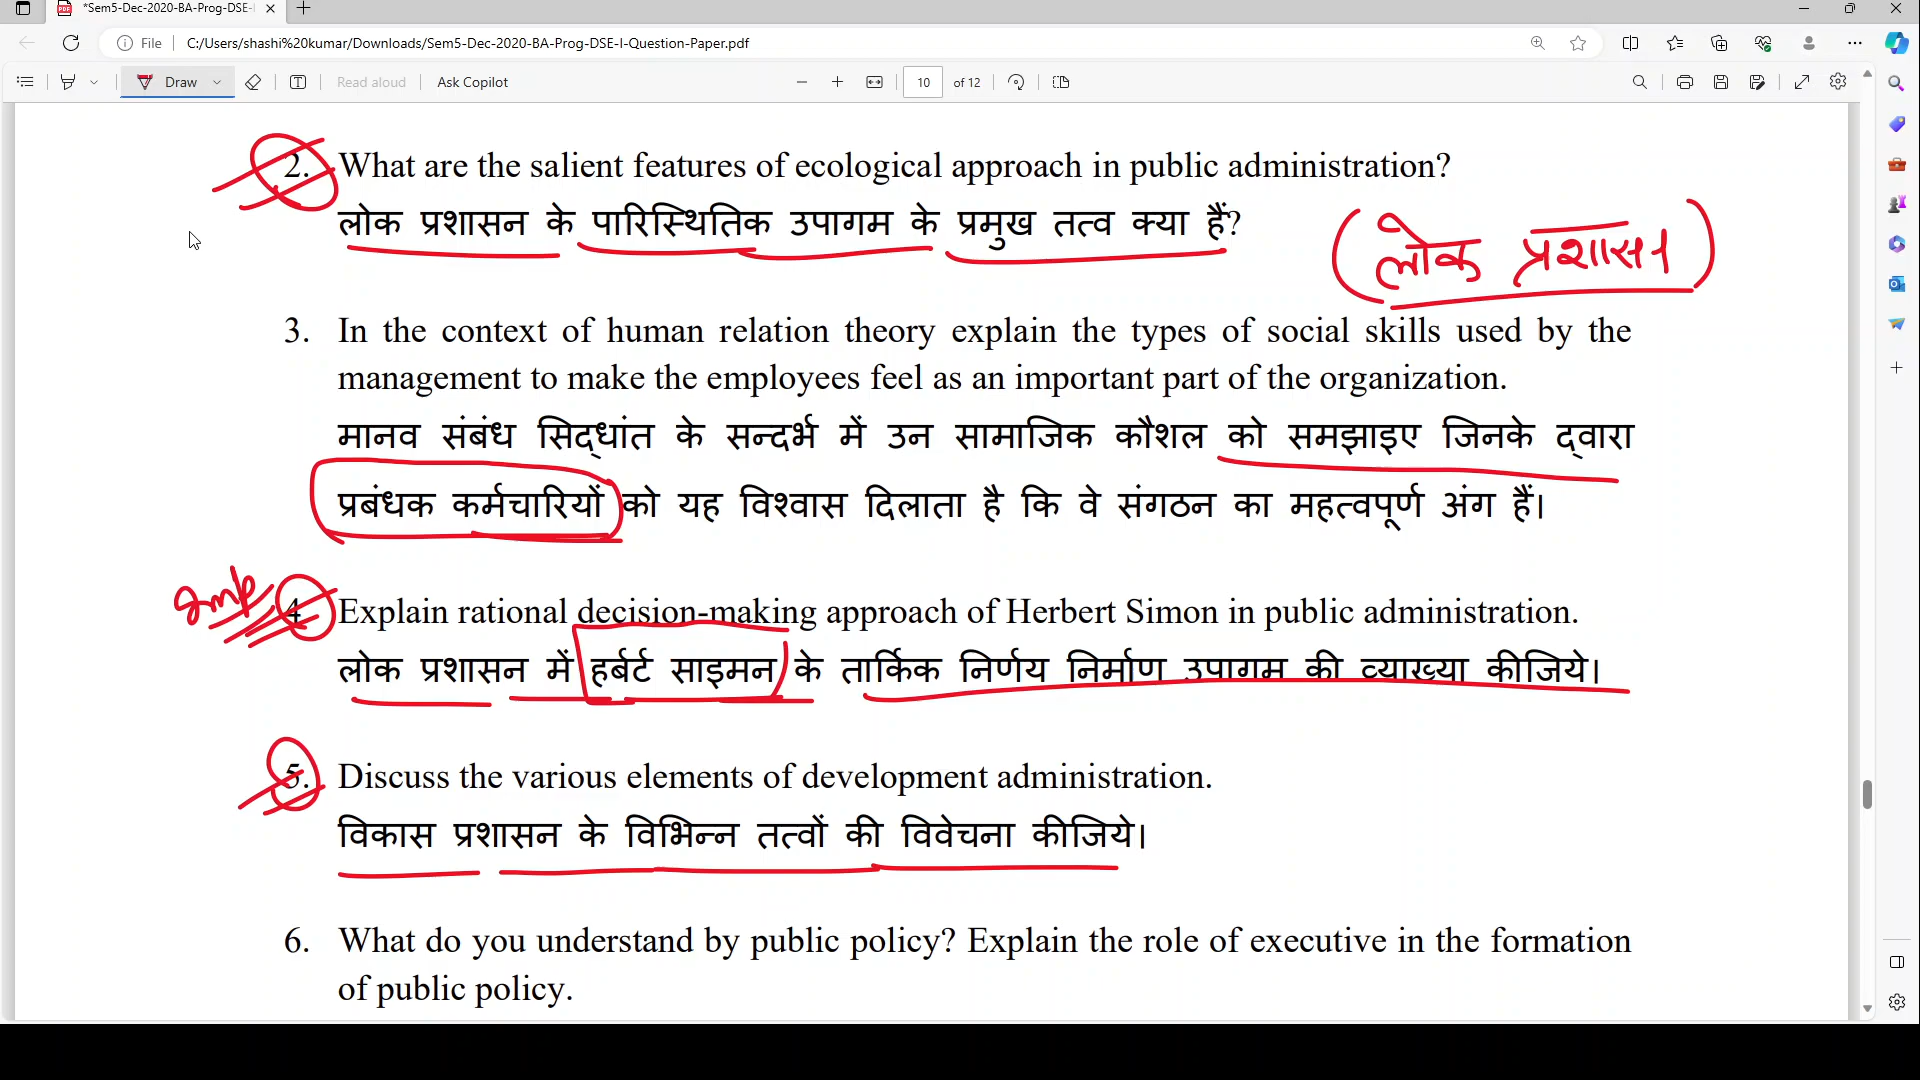 *Sem5-Dec-2020-BA-Prog-DSE-I
File C:/Users/shashi%20kumar/Downloads/Sem5-Dec-2020-BA-Prog-DSE-I-Question-Paper.pdf
Draw Read aloud Ask Copilot 10 of 12
2. What are the salient features of ecological approach in public administration?
लोक प्रशासन के पारिस्थितिक उपागम के प्रमुख तत्व क्या हैं?
(लोक प्रशासन)
3. In the context of human relation theory explain the types of social skills used by the
management to make the employees feel as an important part of the organization.
मानव संबंध सिद्धांत के सन्दर्भ में उन सामाजिक कौशल को समझाइए जिनके द्वारा
प्रबंधक कर्मचारियों को यह विश्वास दिलाता है कि वे संगठन का महत्वपूर्ण अंग हैं।
Imp 4. Explain rational decision-making approach of Herbert Simon in public administration.
लोक प्रशासन में हर्बर्ट साइमन के तार्किक निर्णय निर्माण उपागम की व्याख्या कीजिये।
5. Discuss the various elements of development administration.
विकास प्रशासन के विभिन्न तत्वों की विवेचना कीजिये।
6. What do you understand by public policy? Explain the role of executive in the formation
of public policy.